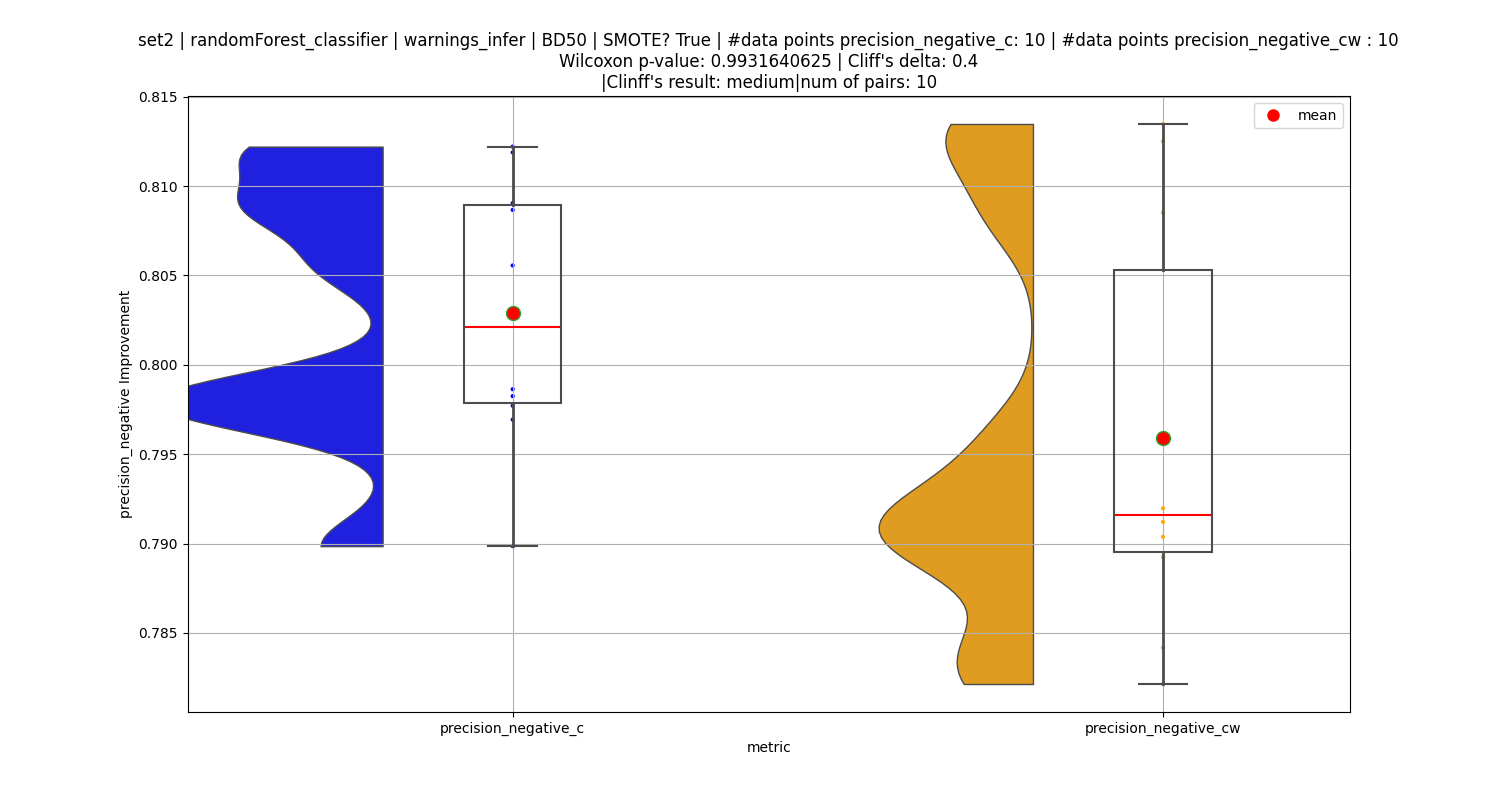 set2 | randomForest_classifier | warnings_infer | BD50 | SMOTE? True | #data points precision_negative_c: 10 | #data points precision_negative_cw : 10
Wilcoxon p-value: 0.9931640625 | Cliff's delta: 0.4
|Clinff's result: medium|num of pairs: 10
mean
0.815
0.810
0.805
0.800
0.795
0.790
0.785
precision_negative Improvement
precision_negative_c
precision_negative_cw
metric